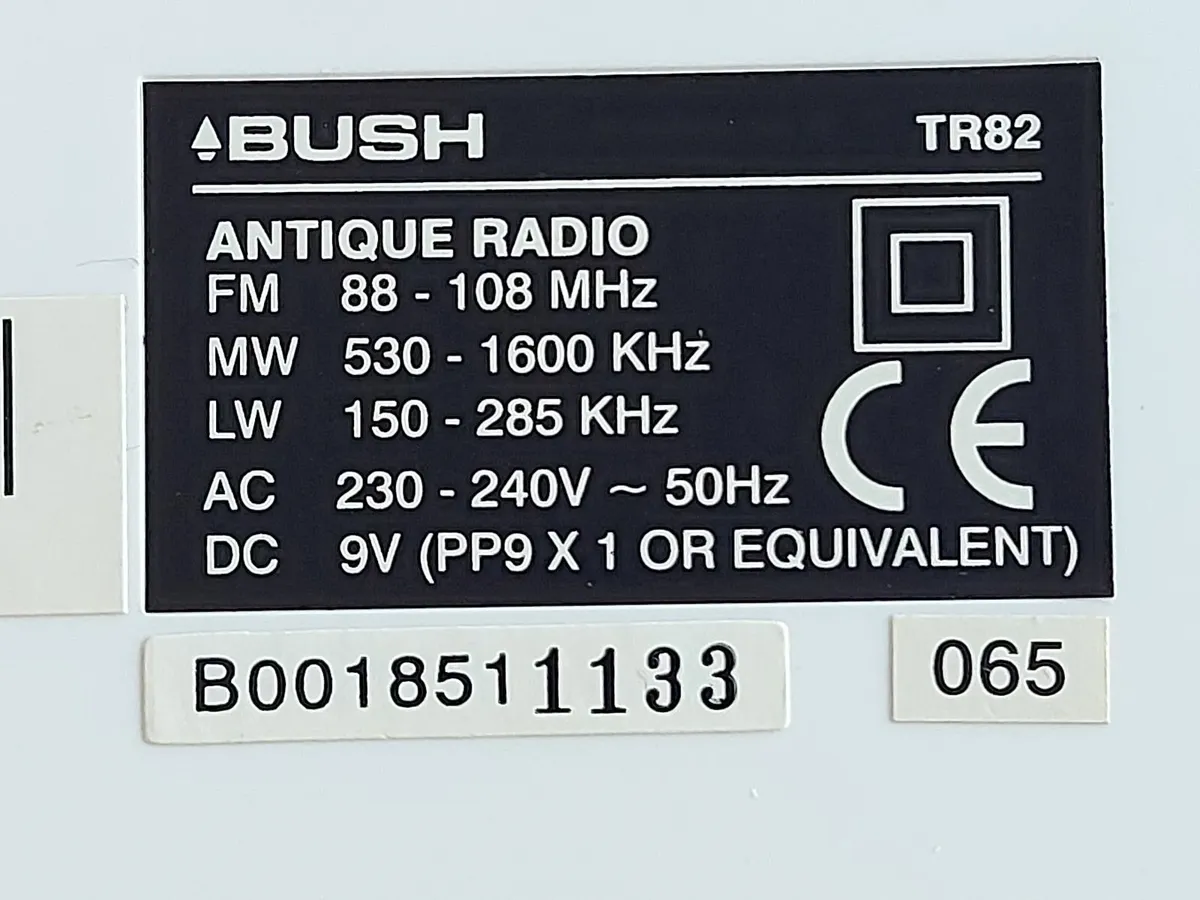 BUSH TR82
ANTIQUE RADIO
FM 88 - 108 MHz
MW 530 - 1600 KHz
LW 150 - 285 KHz
CE
AC 230 - 240V ~ 50Hz
DC 9V (PP9 X 1 OR EQUIVALENT)
B0018511133
065